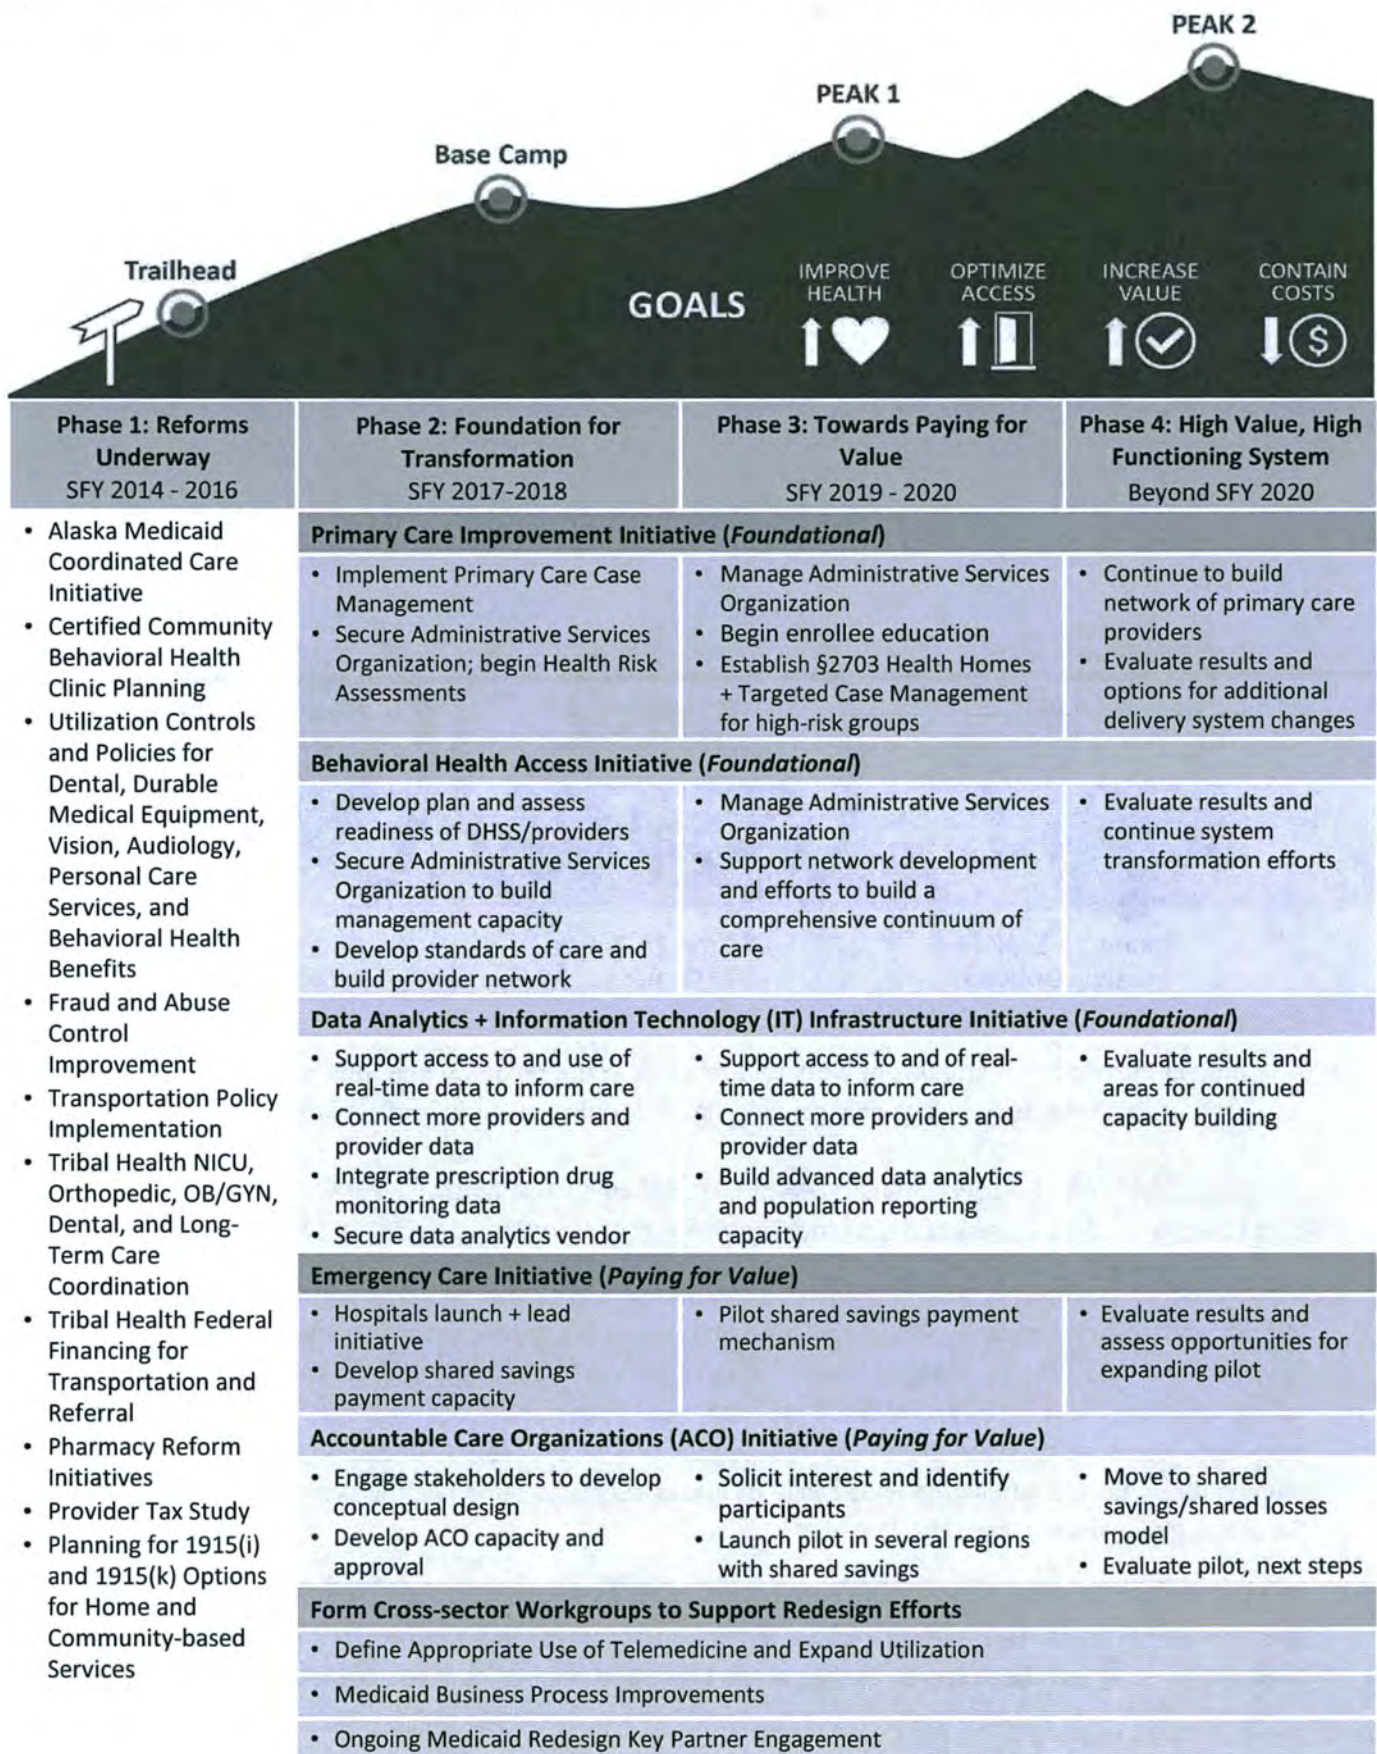 PEAK 2
PEAK 1
Base Camp
Trailhead
GOALS
IMPROVE
HEALTH
OPTIMIZE
ACCESS
INCREASE
VALUE
CONTAIN
COSTS
$
Phase 1: Reforms
Underway
SFY 2014 - 2016
Phase 2: Foundation for
Transformation
SFY 2017-2018
Phase 3: Towards Paying for
Value
SFY 2019 - 2020
Phase 4: High Value, High
Functioning System
Beyond SFY 2020
• Alaska Medicaid
Coordinated Care
Initiative
• Certified Community
Behavioral Health
Clinic Planning
• Utilization Controls
and Policies for
Dental, Durable
Medical Equipment,
Vision, Audiology,
Personal Care
Services, and
Behavioral Health
Benefits
• Fraud and Abuse
Control
Improvement
• Transportation Policy
Implementation
• Tribal Health NICU,
Orthopedic, OB/GYN,
Dental, and Long-
Term Care
Coordination
• Tribal Health Federal
Financing for
Transportation and
Referral
• Pharmacy Reform
Initiatives
• Provider Tax Study
• Planning for 1915(i)
and 1915(k) Options
for Home and
Community-based
Services
Primary Care Improvement Initiative (Foundational)
• Implement Primary Care Case
Management
• Secure Administrative Services
Organization; begin Health Risk
Assessments
• Manage Administrative Services
Organization
• Begin enrollee education
• Establish §2703 Health Homes
+ Targeted Case Management
for high-risk groups
• Continue to build
network of primary care
providers
• Evaluate results and
options for additional
delivery system changes
Behavioral Health Access Initiative (Foundational)
• Develop plan and assess
readiness of DHSS/providers
• Secure Administrative Services
Organization to build
management capacity
• Develop standards of care and
build provider network
• Manage Administrative Services
Organization
• Support network development
and efforts to build a
comprehensive continuum of
care
• Evaluate results and
continue system
transformation efforts
Data Analytics + Information Technology (IT) Infrastructure Initiative (Foundational)
• Support access to and use of
real-time data to inform care
• Connect more providers and
provider data
• Integrate prescription drug
monitoring data
• Secure data analytics vendor
• Support access to and of real-
time data to inform care
• Connect more providers and
provider data
• Build advanced data analytics
and population reporting
capacity
• Evaluate results and
areas for continued
capacity building
Emergency Care Initiative (Paying for Value)
• Hospitals launch + lead
initiative
• Develop shared savings
payment capacity
• Pilot shared savings payment
mechanism
• Evaluate results and
assess opportunities for
expanding pilot
Accountable Care Organizations (ACO) Initiative (Paying for Value)
• Engage stakeholders to develop
conceptual design
• Develop ACO capacity and
approval
• Solicit interest and identify
participants
• Launch pilot in several regions
with shared savings
• Move to shared
savings/shared losses
model
• Evaluate pilot, next steps
Form Cross-sector Workgroups to Support Redesign Efforts
• Define Appropriate Use of Telemedicine and Expand Utilization
• Medicaid Business Process Improvements
• Ongoing Medicaid Redesign Key Partner Engagement